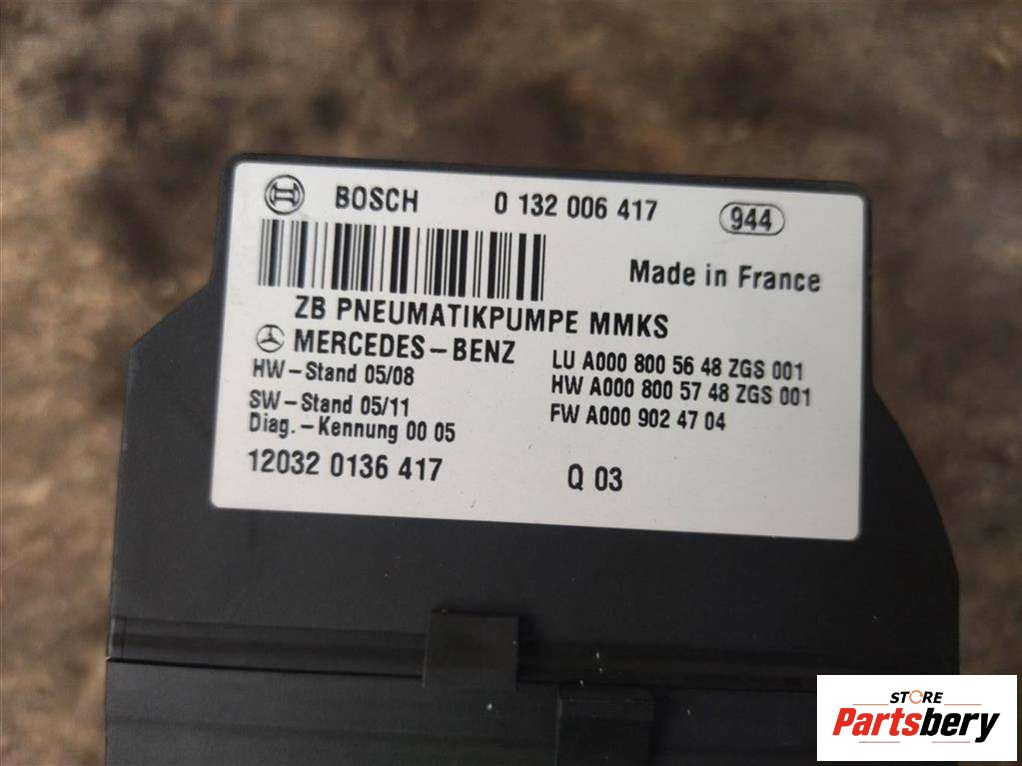 BOSCH 0 132 006 417 944
Made in France
ZB PNEUMATIKPUMPE MMKS
MERCEDES-BENZ
HW-Stand 05/08
SW-Stand 05/11
Diag.-Kennung 00 05
LU A000 800 56 48 ZGS 001
HW A000 800 57 48 ZGS 001
FW A000 902 47 04
12032 0136 417 Q 03
STORE
Partsbery